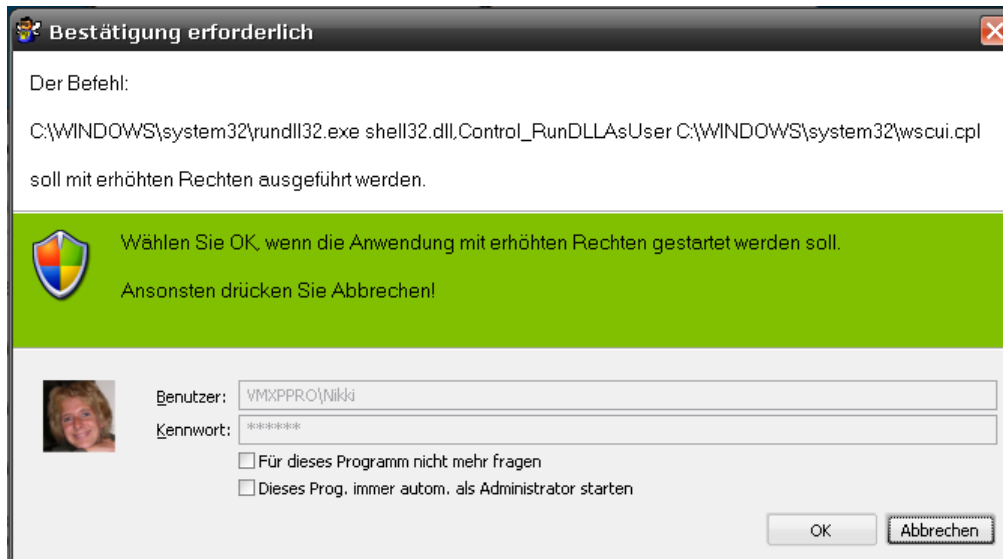 Bestätigung erforderlich
Der Befehl:
C:\WINDOWS\system32\rundll32.exe shell32.dll,Control_RunDLLAsUser C:\WINDOWS\system32\wscui.cpl
soll mit erhöhten Rechten ausgeführt werden.
Wählen Sie OK, wenn die Anwendung mit erhöhten Rechten gestartet werden soll.
Ansonsten drücken Sie Abbrechen!
Benutzer: VMXPPRO\Nikki
Kennwort: ******
Für dieses Programm nicht mehr fragen
Dieses Prog. immer autom. als Administrator starten
OK Abbrechen